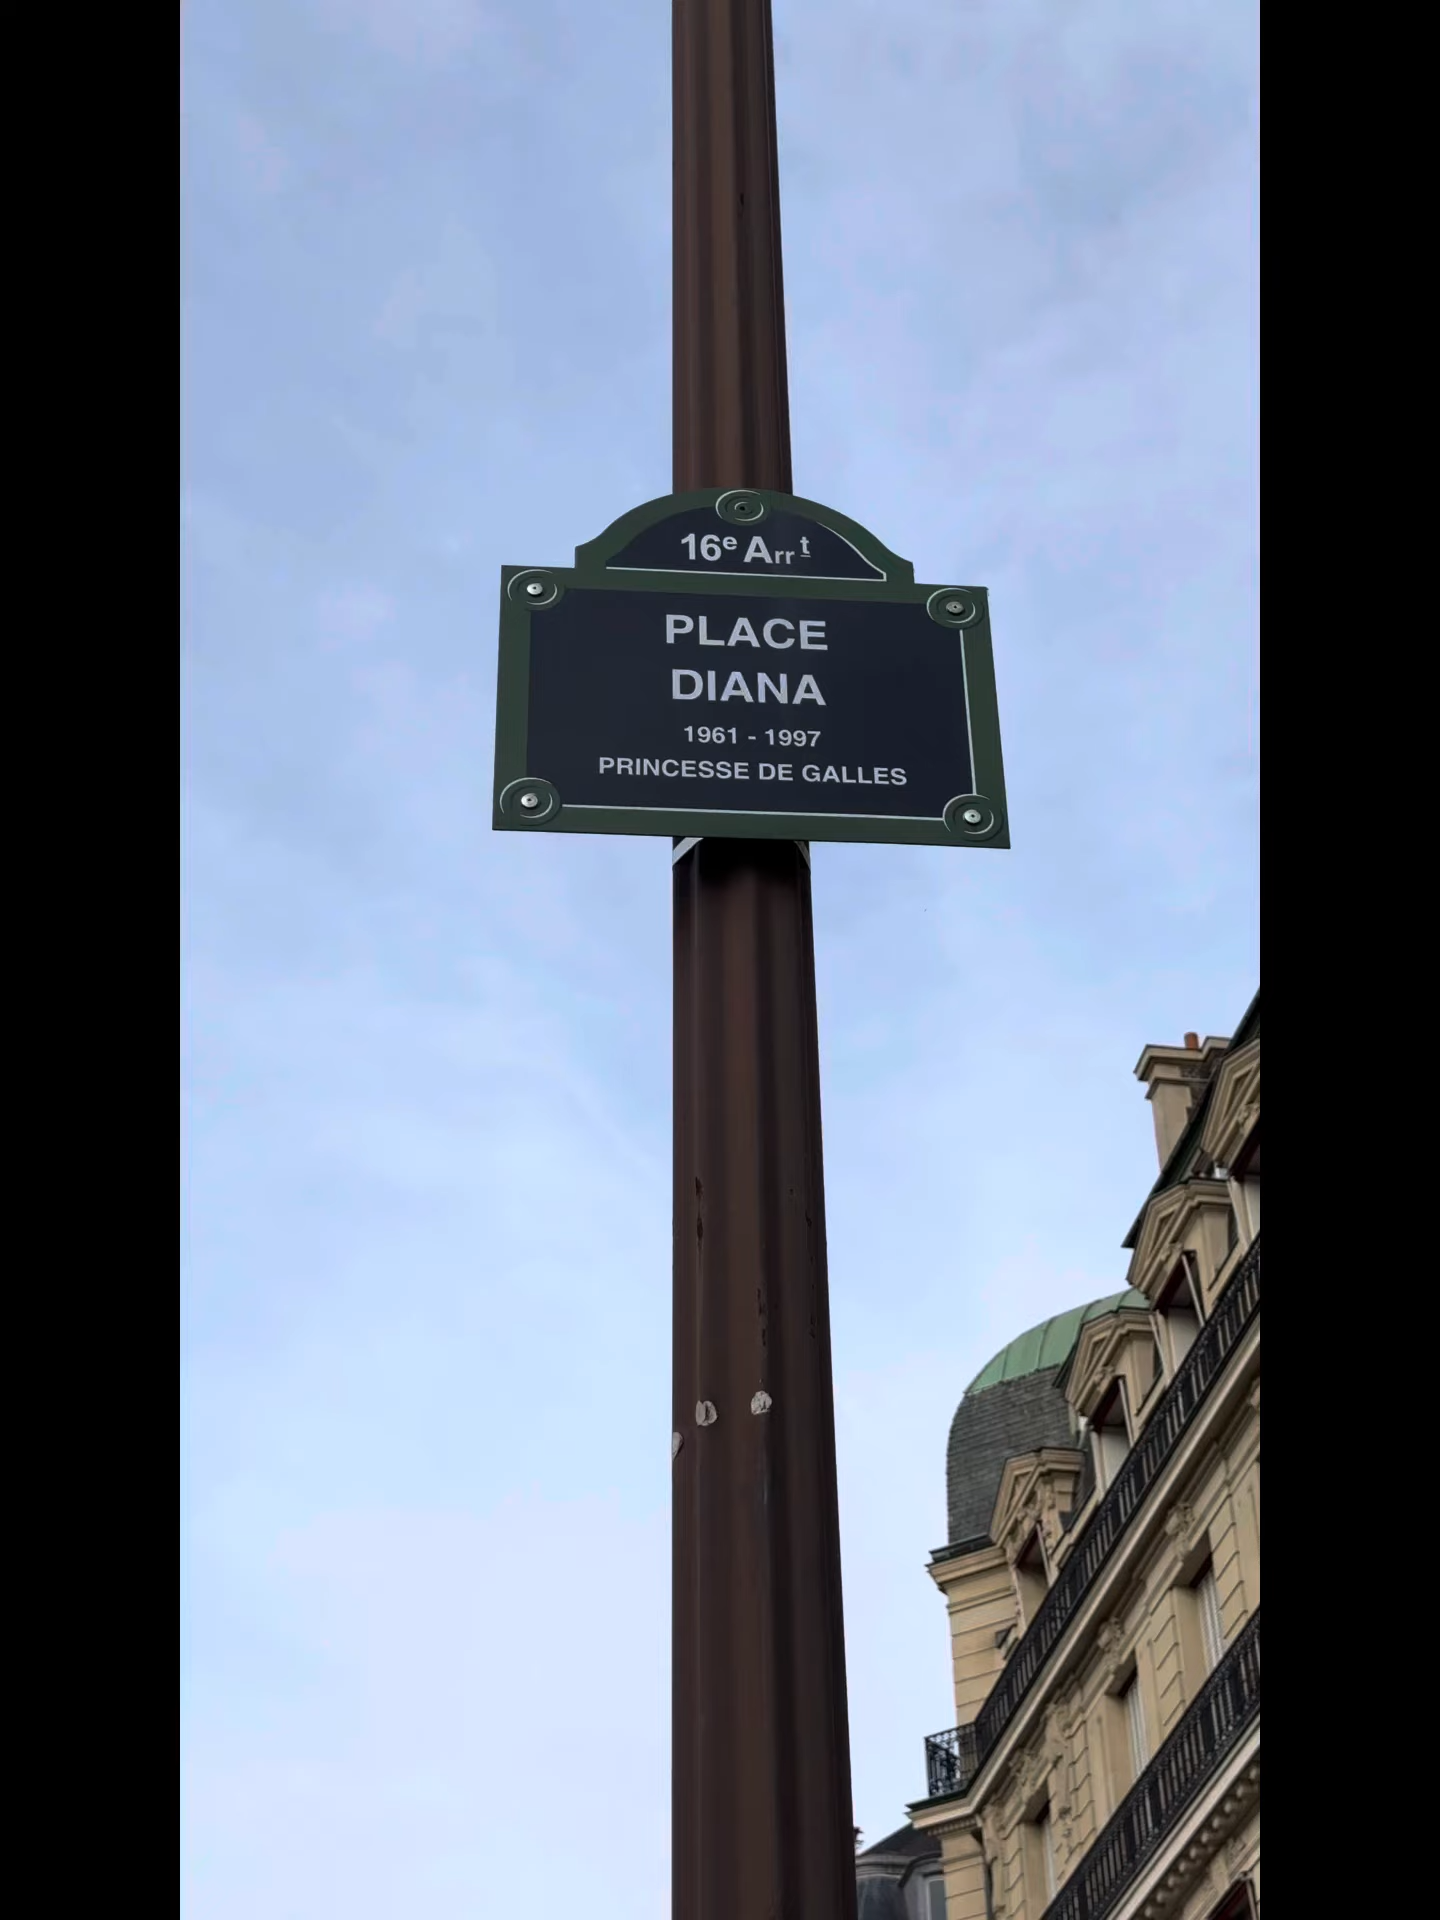 16e Arrt
PLACE
DIANA
1961 - 1997
PRINCESSE DE GALLES